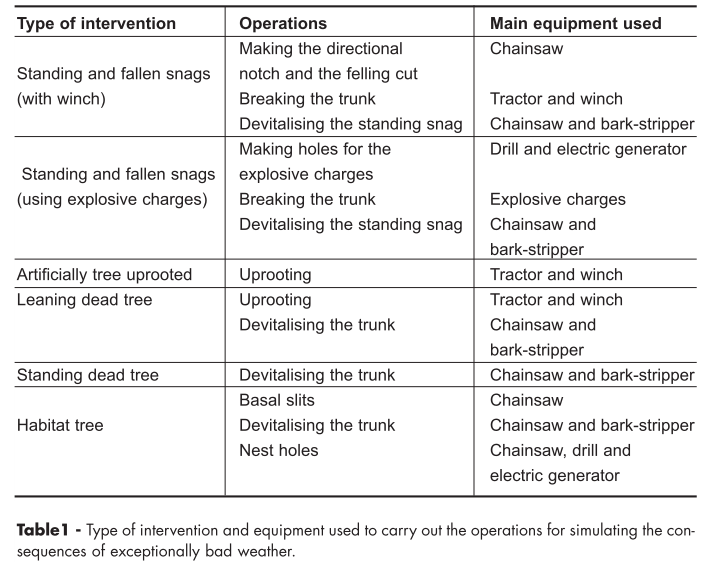 Type of intervention Operations Main equipment used
Making the directional Chainsaw
Standing and fallen snags notch and the felling cut
(with winch) Breaking the trunk Tractor and winch
Devitalising the standing snag Chainsaw and bark-stripper
Making holes for the Drill and electric generator
Standing and fallen snags explosive charges
(using explosive charges) Breaking the trunk Explosive charges
Devitalising the standing snag Chainsaw and
bark-stripper
Artificially tree uprooted Uprooting Tractor and winch
Leaning dead tree Uprooting Tractor and winch
Devitalising the trunk Chainsaw and
bark-stripper
Standing dead tree Devitalising the trunk Chainsaw and bark-stripper
Basal slits Chainsaw
Habitat tree Devitalising the trunk Chainsaw and bark-stripper
Nest holes Chainsaw, drill and
electric generator
Table1 - Type of intervention and equipment used to carry out the operations for simulating the con-
sequences of exceptionally bad weather.